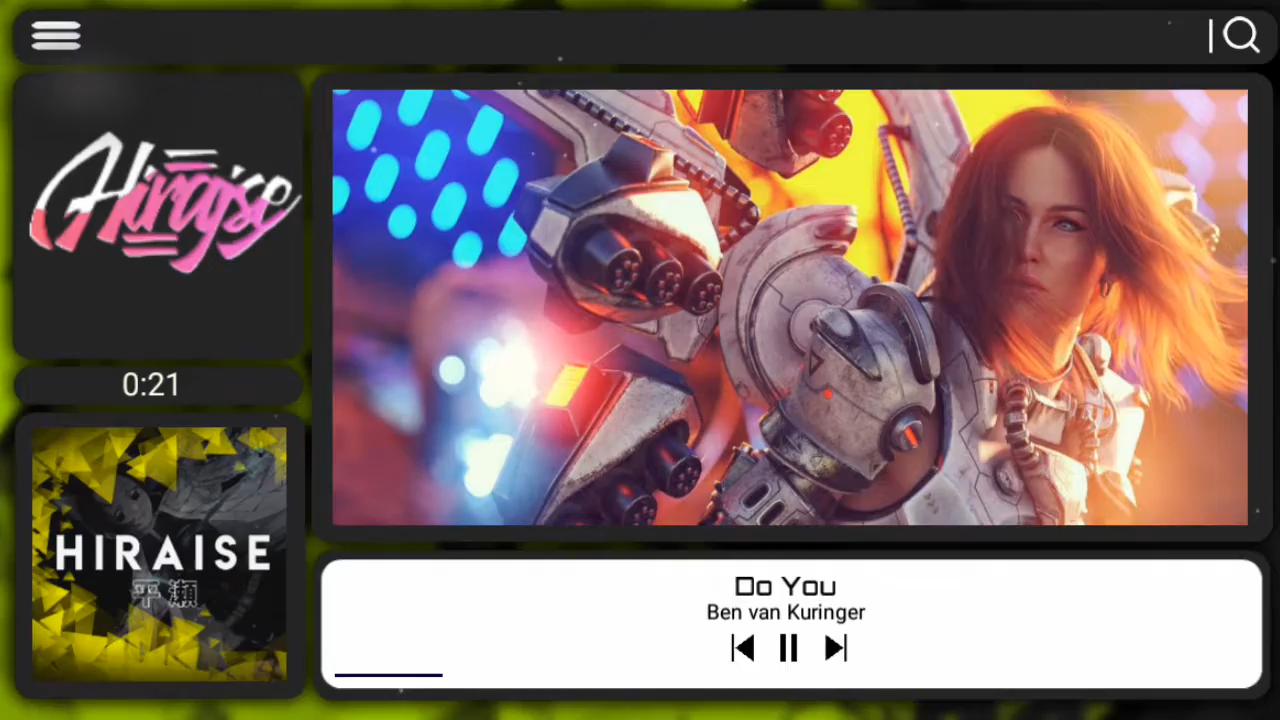 Hiraise
0:21
HIRAISE
平瀬
Do You
Ben van Kuringer